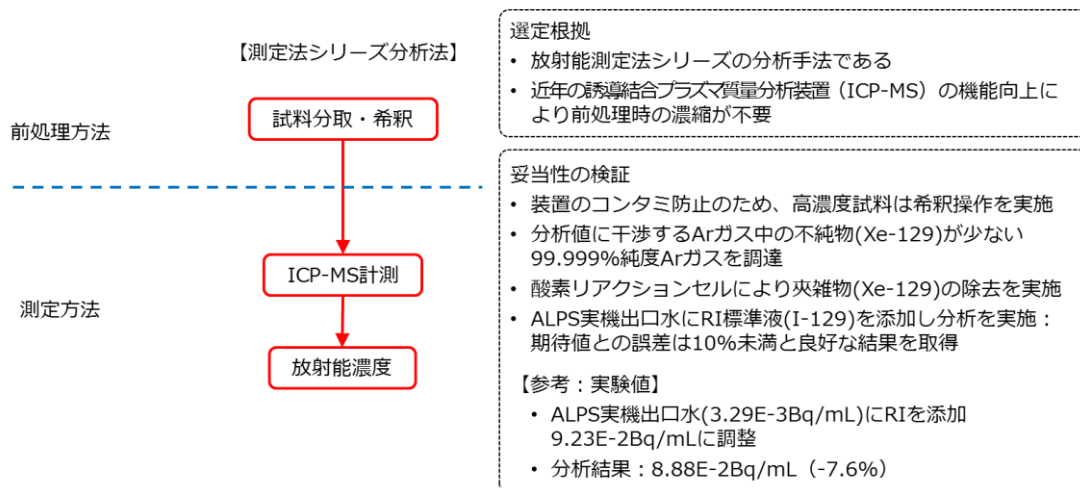 【測定法シリーズ分析法】
前処理方法
試料分取・希釈
測定方法
ICP-MS計測
放射能濃度
選定根拠
• 放射能測定法シリーズの分析手法である
• 近年の誘導結合プラズマ質量分析装置（ICP-MS）の機能向上に
より前処理時の濃縮が不要
妥当性の検証
• 装置のコンタミ防止のため、高濃度試料は希釈操作を実施
• 分析値に干渉するArガス中の不純物(Xe-129)が少ない
99.999%純度Arガスを調達
• 酸素リアクションセルにより夾雑物(Xe-129)の除去を実施
• ALPS実機出口水にRI標準液(I-129)を添加し分析を実施：
期待値との誤差は10%未満と良好な結果を取得
【参考：実験値】
• ALPS実機出口水(3.29E-3Bq/mL)にRIを添加
9.23E-2Bq/mLに調整
• 分析結果：8.88E-2Bq/mL（-7.6%）